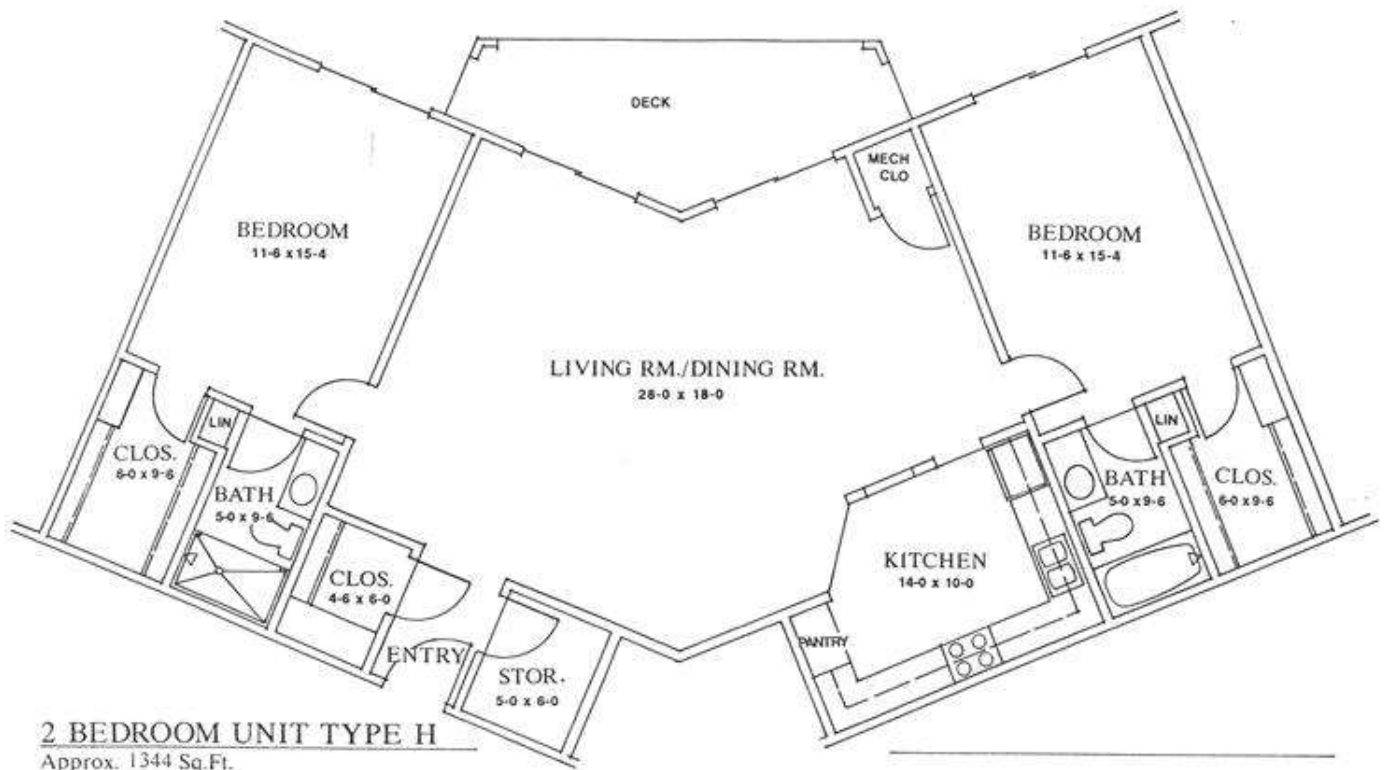 DECK
MECH
CLO
BEDROOM
11-6 x 15-4
BEDROOM
11-6 x 15-4
LIVING RM./DINING RM.
28-0 x 18-0
LIN
LIN
CLOS.
6-0 x 9-6
BATH
5-0 x 9-6
BATH
5-0 x 9-6
CLOS.
6-0 x 9-6
CLOS.
4-6 x 6-0
KITCHEN
14-0 x 10-0
PANTRY
ENTRY
STOR.
5-0 x 6-0
2 BEDROOM UNIT TYPE H
Approx. 1344 Sq.Ft.